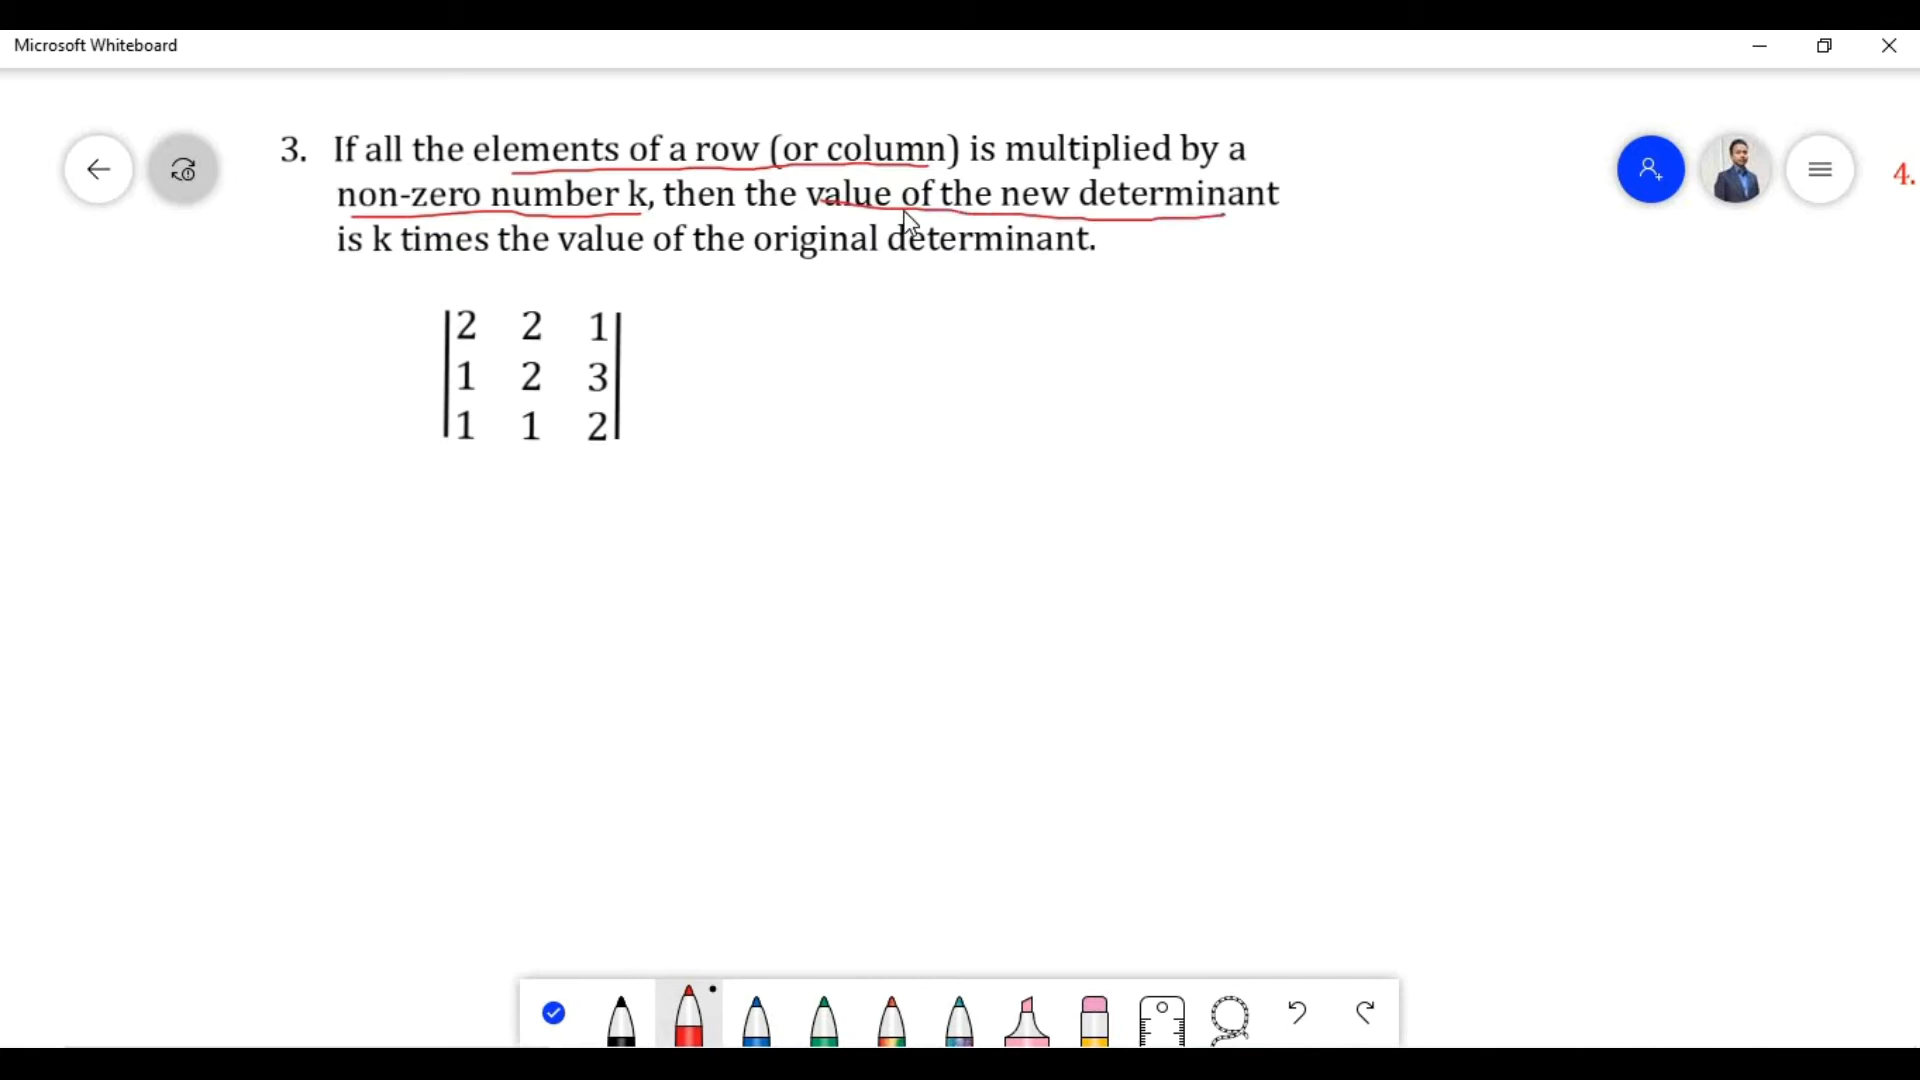 Microsoft Whiteboard
3. If all the elements of a row (or column) is multiplied by a
non-zero number k, then the value of the new determinant
is k times the value of the original determinant.
4.
|2 2 1|
|1 2 3|
|1 1 2|